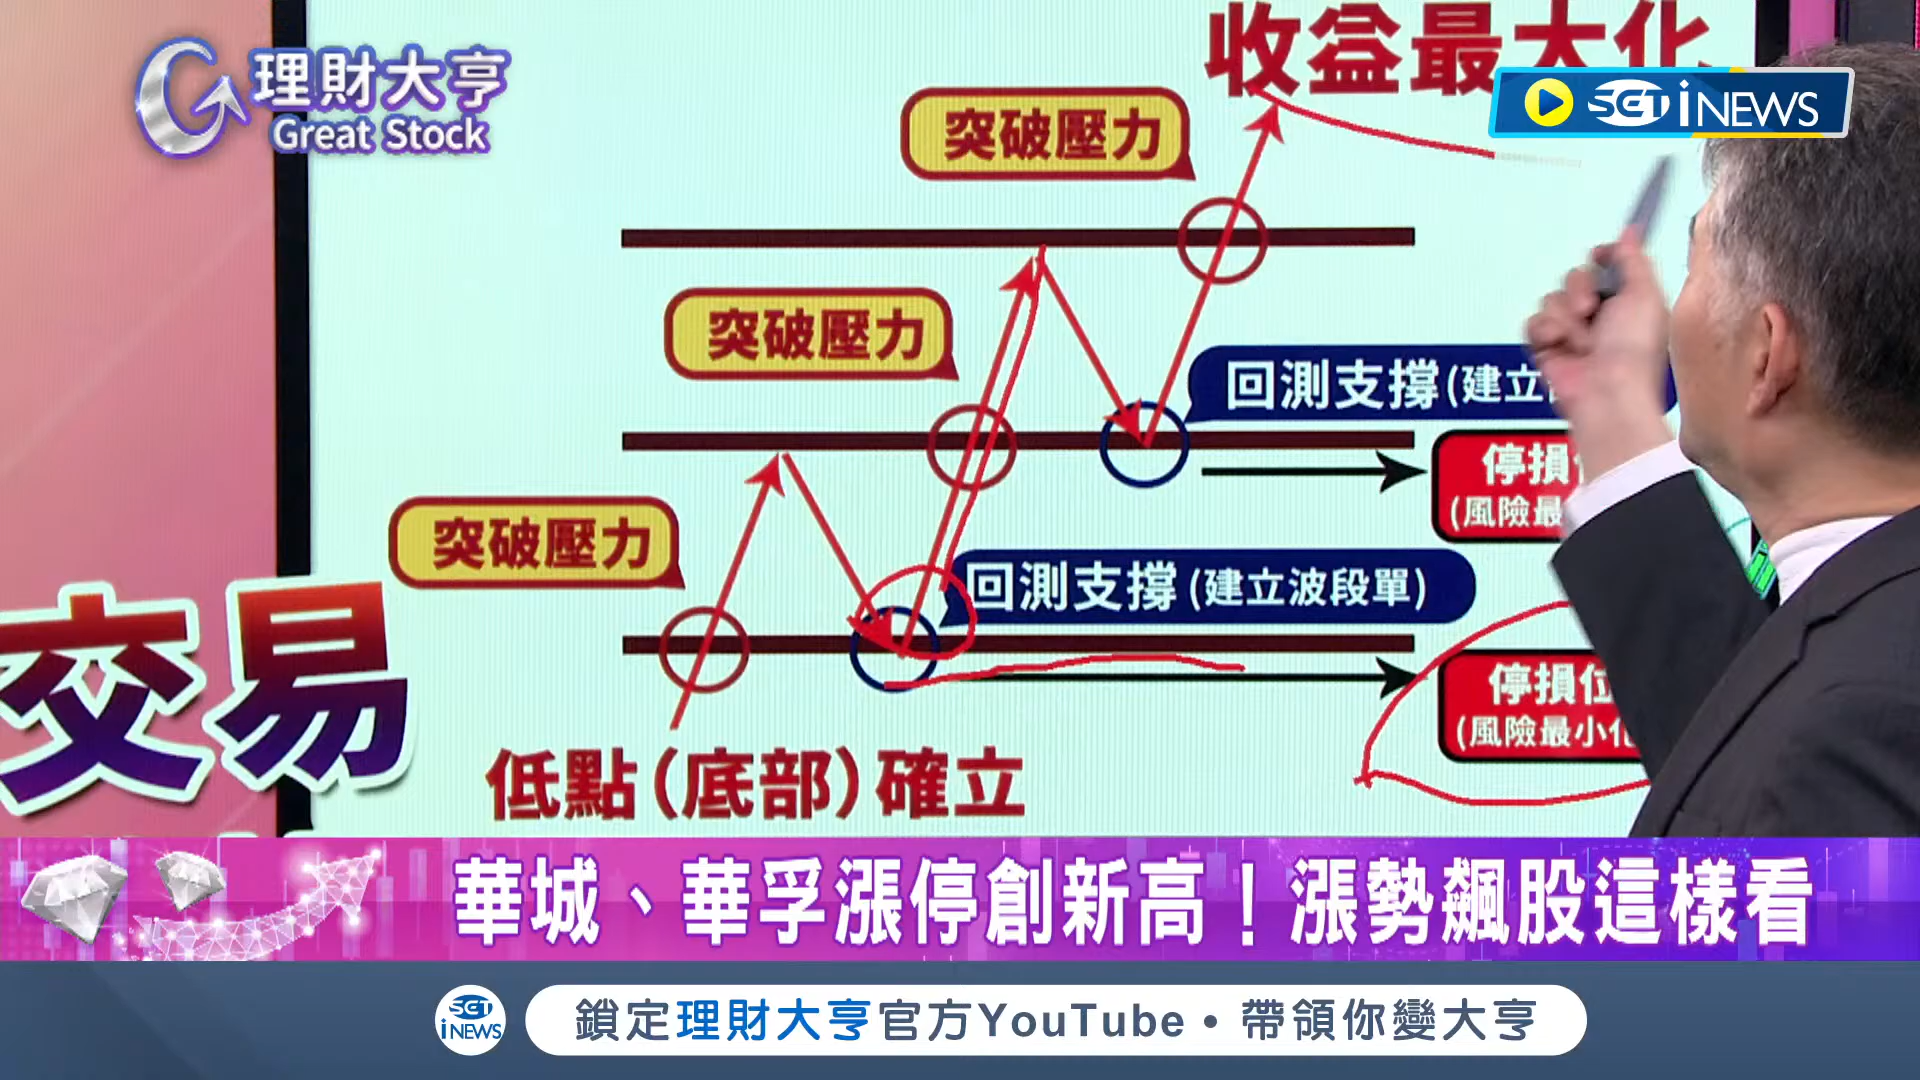 理財大亨
Great Stock
收益最大化
SET iNEWS
突破壓力
突破壓力
回測支撐(建立
停損
(風險最
突破壓力
回測支撐(建立波段單)
停損位
(風險最小化
交易
低點(底部)確立
華城、華孚漲停創新高！漲勢飆股這樣看
SET iNEWS
鎖定理財大亨官方YouTube・帶領你變大亨